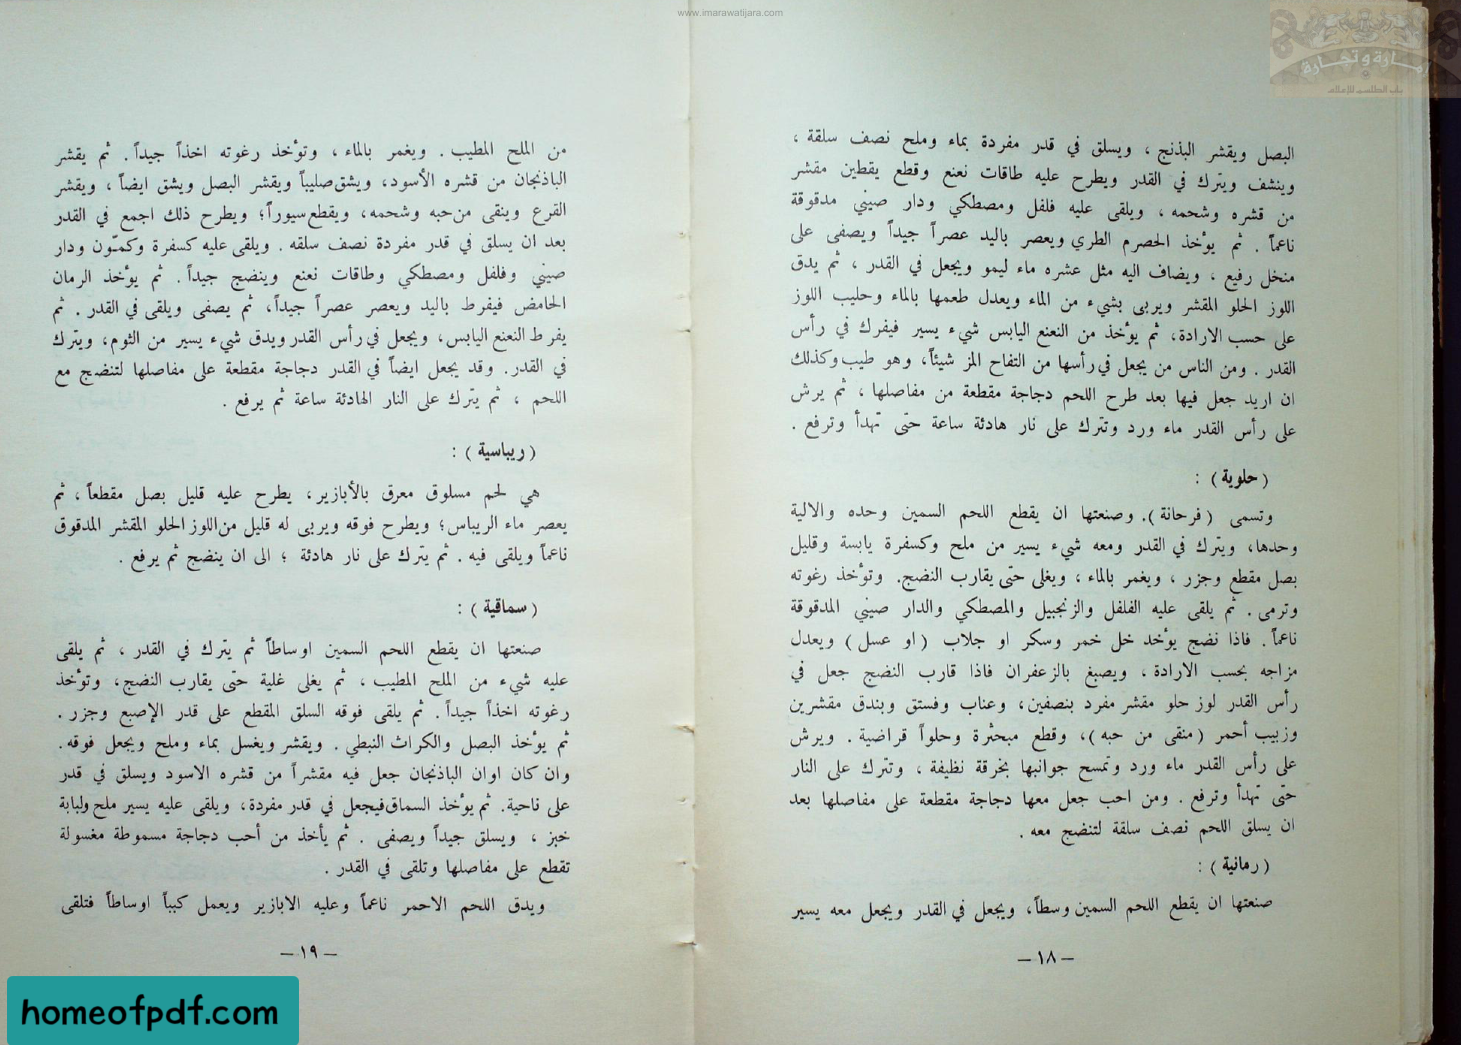 www.imarawatijara.com
إمارة وتجارة
البصل ويقشر البذنج ، ويسلق في قدر مفردة بماء وملح نصف سلقة ،
وينشف ويترك في القدر ويطرح عليه طاقات نعنع وقطع يقطين مقشر
من قشره وشحمه ، ويلقى عليه فلفل ومصطكي ودار صيني مدقوقة
ناعماً . ثم يؤخذ الحصرم الطري ويعصر باليد عصراً جيداً ويصفى على
منخل رفيع ، ويضاف اليه مثل عشره ماء ليمو ويجعل في القدر ، ثم يدق
اللوز الحلو المقشر ويربى بشيء من الماء ويعدل طعمها بالماء وحليب اللوز
على حسب الارادة، ثم يؤخذ من النعنع اليابس شيء يسير فيفرك في رأس
القدر . ومن الناس من يجعل في رأسها من التفاح المز شيئاً، وهو طيب وكذلك
ان اريد جعل فيها بعد طرح اللحم دجاجة مقطعة من مفاصلها ، ثم يرش
على رأس القدر ماء ورد وتترك على نار هادئة ساعة حتى تهدأ وترفع .
( حلوية ) :
وتسمى ( فرحانة ). وصنعتها ان يقطع اللحم السمين وحده والالية
وحدها، ويترك في القدر ومعه شيء يسير من ملح وكسفرة يابسة وقليل
بصل مقطع وجزر ، ويغمر بالماء ، ويغلى حتى يقارب النضج. وتؤخذ رغوته
وترمى . ثم يلقى عليه الفلفل والزنجبيل والمصطكي والدار صيني المدقوقة
ناعماً . فاذا نضج يؤخد خل خمر وسكر او جلاب ( او عسل ) ويعدل
مزاجه بحسب الارادة ، ويصبغ بالزعفران فاذا قارب النضج جعل في
رأس القدر لوز حلو مقشر مفرد بنصفين، وعناب وفستق وبندق مقشرين
وزبيب أحمر ( منقى من حبه )، وقطع مبحثرة وحلواً قراضية . ويرش
على رأس القدر ماء ورد وتمسح جوانبها بخرقة نظيفة ، وتترك على النار
حتى تهدأ وترفع . ومن احب جعل معها دجاجة مقطعة على مفاصلها بعد
ان يسلق اللحم نصف سلقة لتنضج معه .
( رمانية ) :
صنعتها ان يقطع اللحم السمين وسطاً، ويجعل في القدر ويجعل معه يسير
— ١٨ —
من الملح المطيب . ويغمر بالماء ، وتؤخذ رغوته اخذاً جيداً . ثم يقشر
الباذنجان من قشره الأسود، ويشق صليباً ويقشر البصل ويشق ايضاً ، ويقشر
القرع وينقى من حبه وشحمه، ويقطع سيوراً؛ ويطرح ذلك اجمع في القدر
بعد ان يسلق في قدر مفردة نصف سلقه . ويلقى عليه كسفرة وكمّون ودار
صيني وفلفل ومصطكي وطاقات نعنع وينضج جيداً . ثم يؤخذ الرمان
الحامض فيفرط باليد ويعصر عصراً جيداً، ثم يصفى ويلقى في القدر . ثم
يفرط النعنع اليابس، ويجعل في رأس القدر ويدق شيء يسير من الثوم، ويترك
في القدر. وقد يجعل ايضاً في القدر دجاجة مقطعة على مفاصلها لتنضج مع
اللحم ، ثم يترك على النار الهادئة ساعة ثم يرفع .
( ريباسية ) :
هي لحم مسلوق معرق بالأبازير، يطرح عليه قليل بصل مقطعاً، ثم
يعصر ماء الريباس؛ ويطرح فوقه ويربى له قليل من اللوز الحلو المقشر المدقوق
ناعماً ويلقى فيه . ثم يترك على نار هادئة ؛ الى ان ينضج ثم يرفع .
( سماقية ) :
صنعتها ان يقطع اللحم السمين اوساطاً ثم يترك في القدر ، ثم يلقى
عليه شيء من الملح المطيب ، ثم يغلى غلية حتى يقارب النضج، وتؤخذ
رغوته اخذاً جيداً . ثم يلقى فوقه السلق المقطع على قدر الإصبع وجزر .
ثم يؤخذ البصل والكراث النبطي . ويقشر ويغسل بماء وملح ويجعل فوقه.
وان كان اوان الباذنجان جعل فيه مقشراً من قشره الاسود ويسلق في قدر
على ناحية. ثم يؤخذ السماق فيجعل في قدر مفردة، ويلقى عليه يسير ملح ولبابة
خبز ، ويسلق جيداً ويصفى . ثم يأخذ من أحب دجاجة مسموطة مغسولة
تقطع على مفاصلها وتلقى في القدر .
ويدق اللحم الاحمر ناعماً وعليه الابازير ويعمل كبباً اوساطاً فتلقى
— ١٩ —
homeofpdf.com